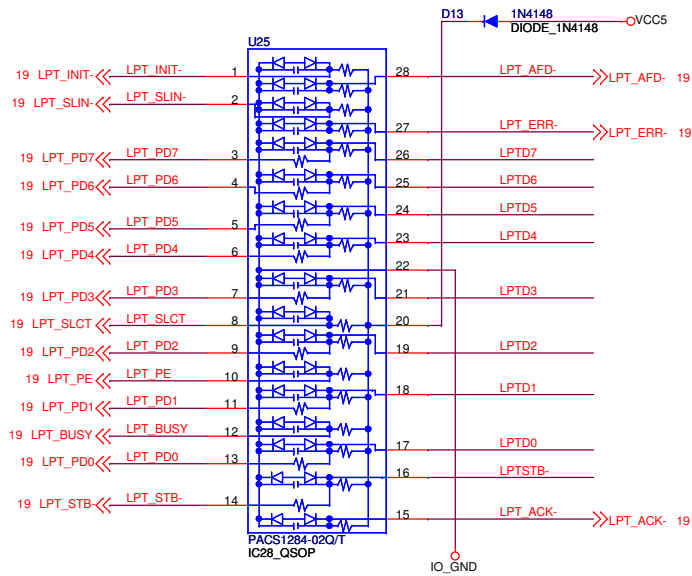 D13 1N4148 VCC5
DIODE_1N4148
U25
19 LPT_INIT- LPT_INIT- 1 28 LPT_AFD- LPT_AFD- 19
19 LPT_SLIN- LPT_SLIN- 2
27 LPT_ERR- LPT_ERR- 19
19 LPT_PD7 LPT_PD7 3 26 LPTD7
19 LPT_PD6 LPT_PD6 4 25 LPTD6
24 LPTD5
19 LPT_PD5 LPT_PD5 5
23 LPTD4
19 LPT_PD4 LPT_PD4 6
22
19 LPT_PD3 LPT_PD3 7 21 LPTD3
19 LPT_SLCT LPT_SLCT 8 20
19 LPT_PD2 LPT_PD2 9 19 LPTD2
19 LPT_PE LPT_PE 10
18 LPTD1
19 LPT_PD1 LPT_PD1 11
19 LPT_BUSY LPT_BUSY 12
17 LPTD0
19 LPT_PD0 LPT_PD0 13
16 LPTSTB-
19 LPT_STB- LPT_STB- 14
15 LPT_ACK- LPT_ACK- 19
PACS1284-02Q/T
IC28_QSOP
IO_GND